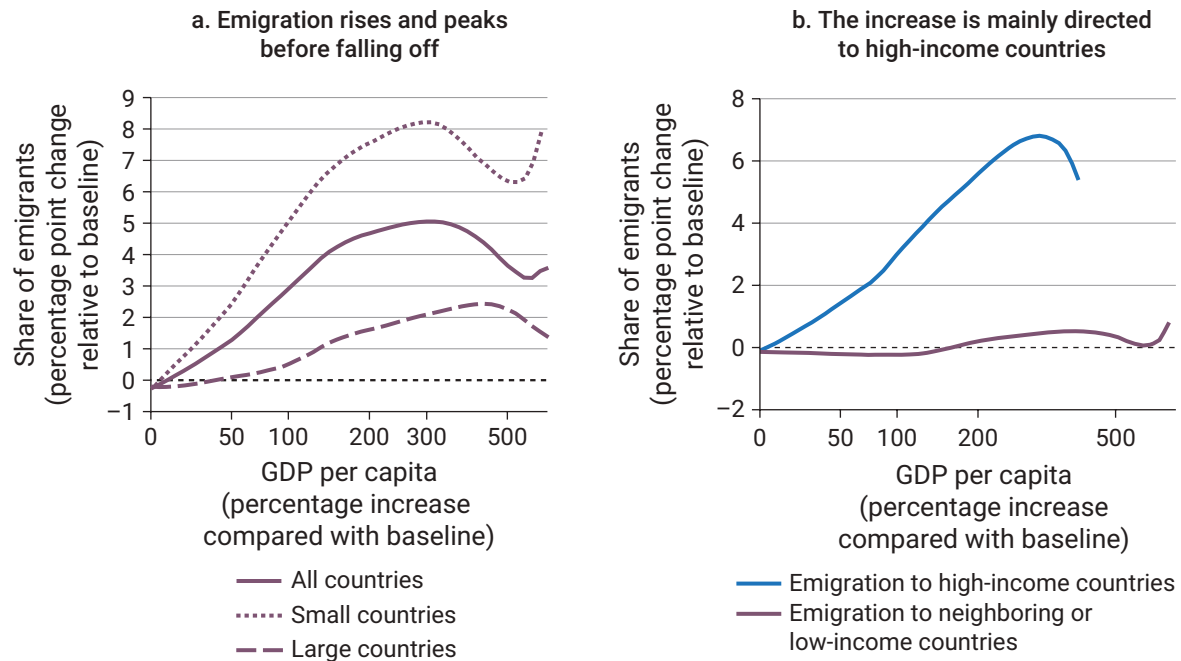 a. Emigration rises and peaks
before falling off
Share of emigrants
(percentage point change
relative to baseline)
9
8
7
6
5
4
3
2
1
0
−1
0 50 100 200 300 500
GDP per capita
(percentage increase
compared with baseline)
All countries
Small countries
Large countries
b. The increase is mainly directed
to high-income countries
Share of emigrants
(percentage point change
relative to baseline)
8
6
4
2
0
−2
0 50 100 200 500
GDP per capita
(percentage increase
compared with baseline)
Emigration to high-income countries
Emigration to neighboring or
low-income countries